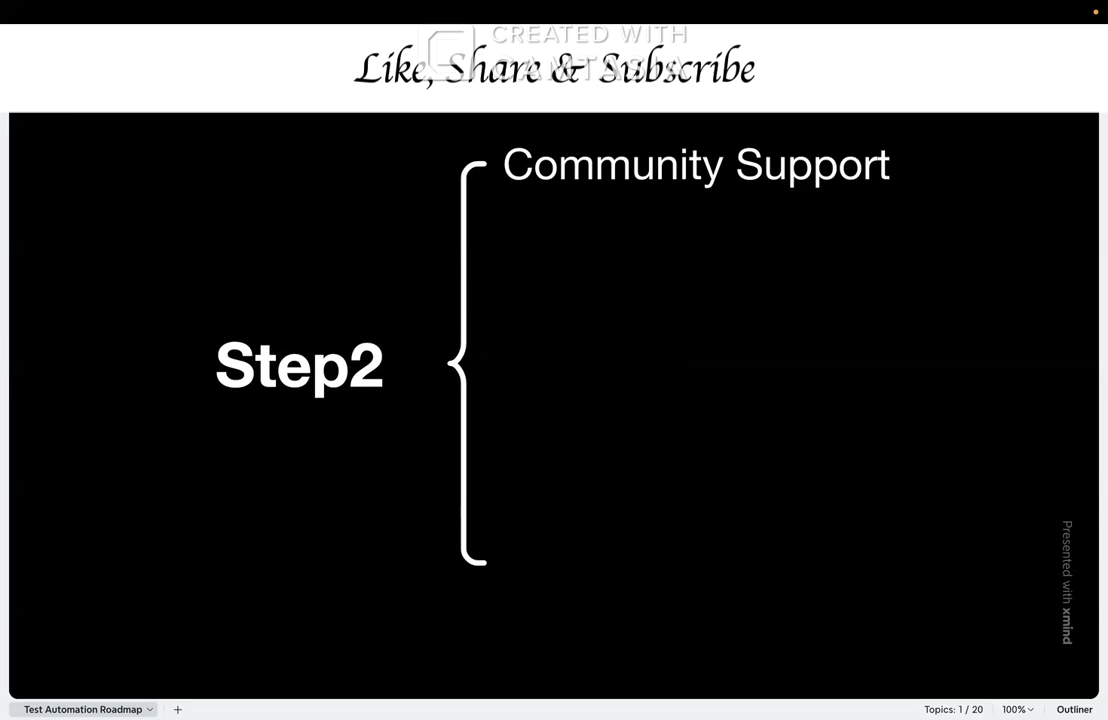 CREATED WITH
CAMTASIA
Like, Share & Subscribe
Community Support
Step2
Presented with xmind
Test Automation Roadmap
Topics: 1 / 20
100%
Outliner